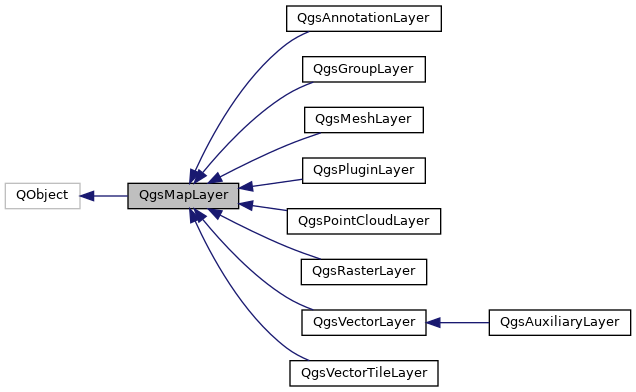 QgsAnnotationLayer
QgsGroupLayer
QgsMeshLayer
QgsPluginLayer
QObject
QgsMapLayer
QgsPointCloudLayer
QgsRasterLayer
QgsVectorLayer
QgsAuxiliaryLayer
QgsVectorTileLayer